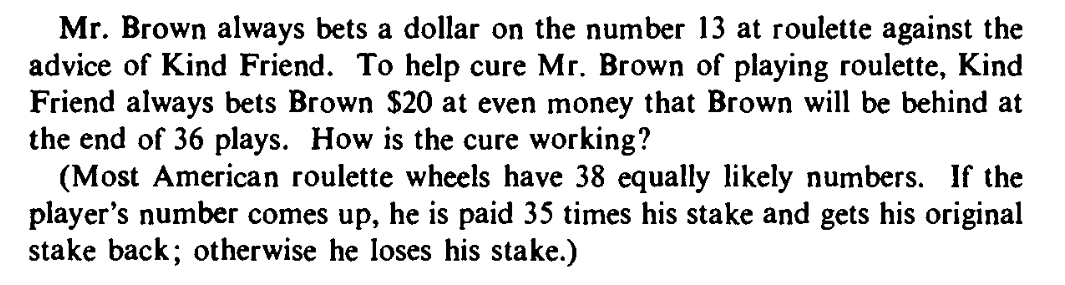 Mr. Brown always bets a dollar on the number 13 at roulette against the
advice of Kind Friend. To help cure Mr. Brown of playing roulette, Kind
Friend always bets Brown $20 at even money that Brown will be behind at
the end of 36 plays. How is the cure working?
(Most American roulette wheels have 38 equally likely numbers. If the
player's number comes up, he is paid 35 times his stake and gets his original
stake back; otherwise he loses his stake.)